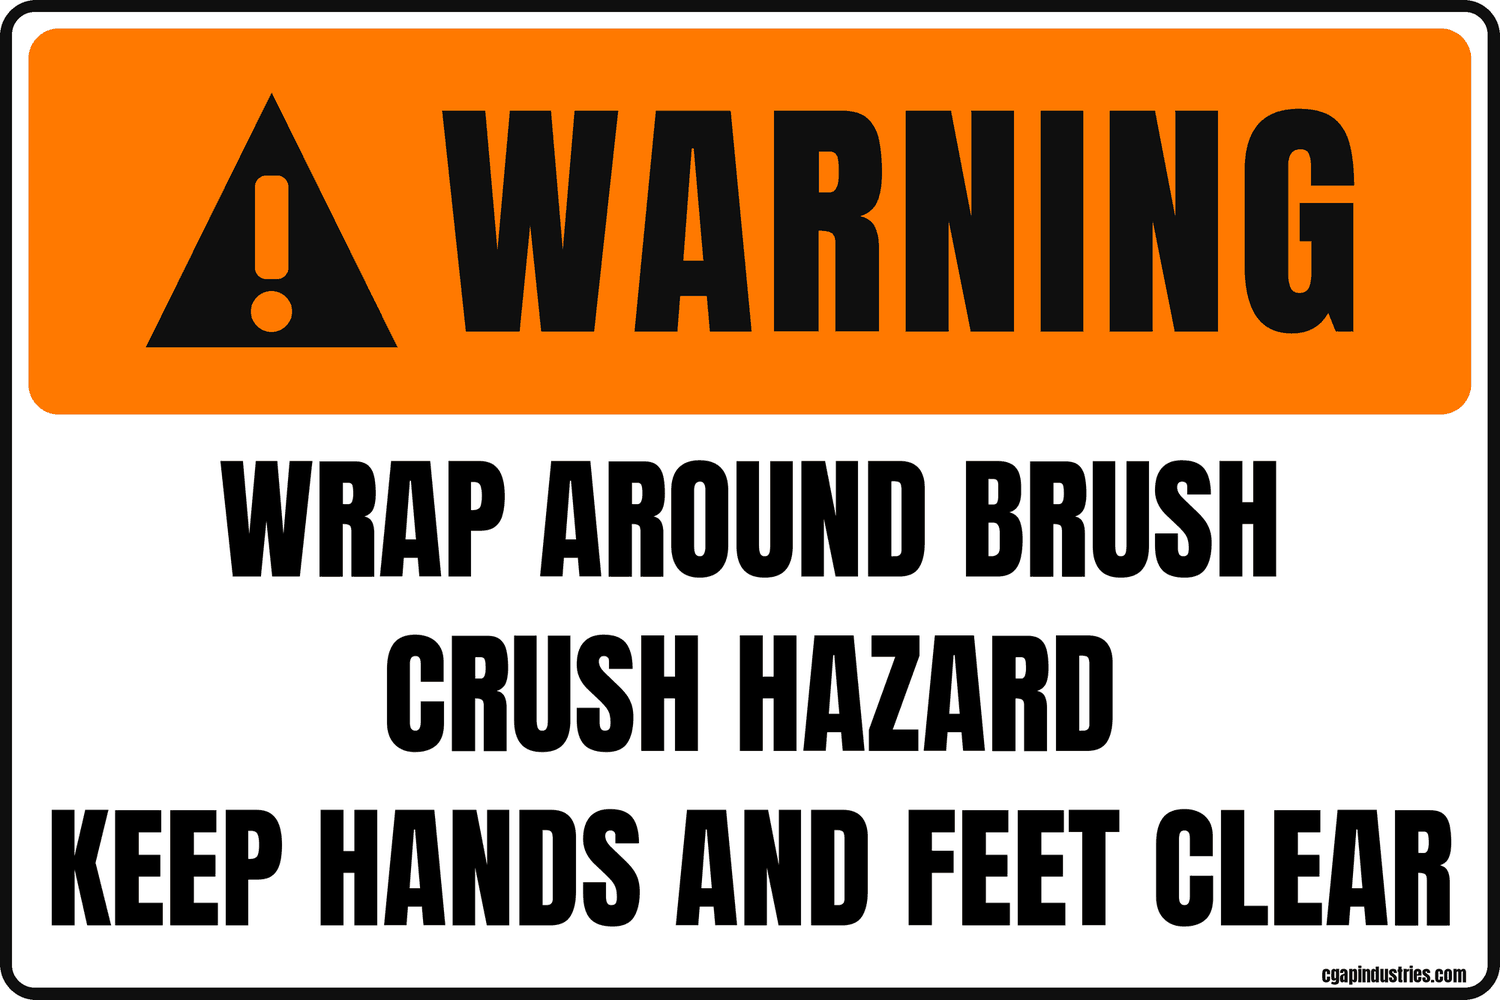 WARNING
WRAP AROUND BRUSH
CRUSH HAZARD
KEEP HANDS AND FEET CLEAR
cgapindustries.com